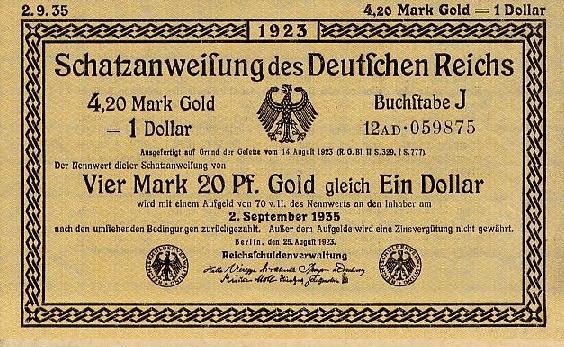 2.9.35 4,20 Mark Gold = 1 Dollar
1923
Schatzanweisung des Deutschen Reichs
4,20 Mark Gold Buchstabe J
= 1 Dollar 12AD·059875
Ausgefertigt auf Grund der Gesetze vom 14 August 1923 (R.G.Bl II S.329, I S.777)
Der Nennwert dieser Schatzanweisung von
Vier Mark 20 Pf. Gold gleich Ein Dollar
wird mit einem Aufgeld von 70 v.H. des Nennwerts an den Inhaber am
2. September 1935
nach den umstehenden Bedingungen zurückgezahlt. Außer dem Aufgelde wird eine Zinsvergütung nicht gewährt.
Berlin, den 25. August 1923.
Reichsschuldenverwaltung